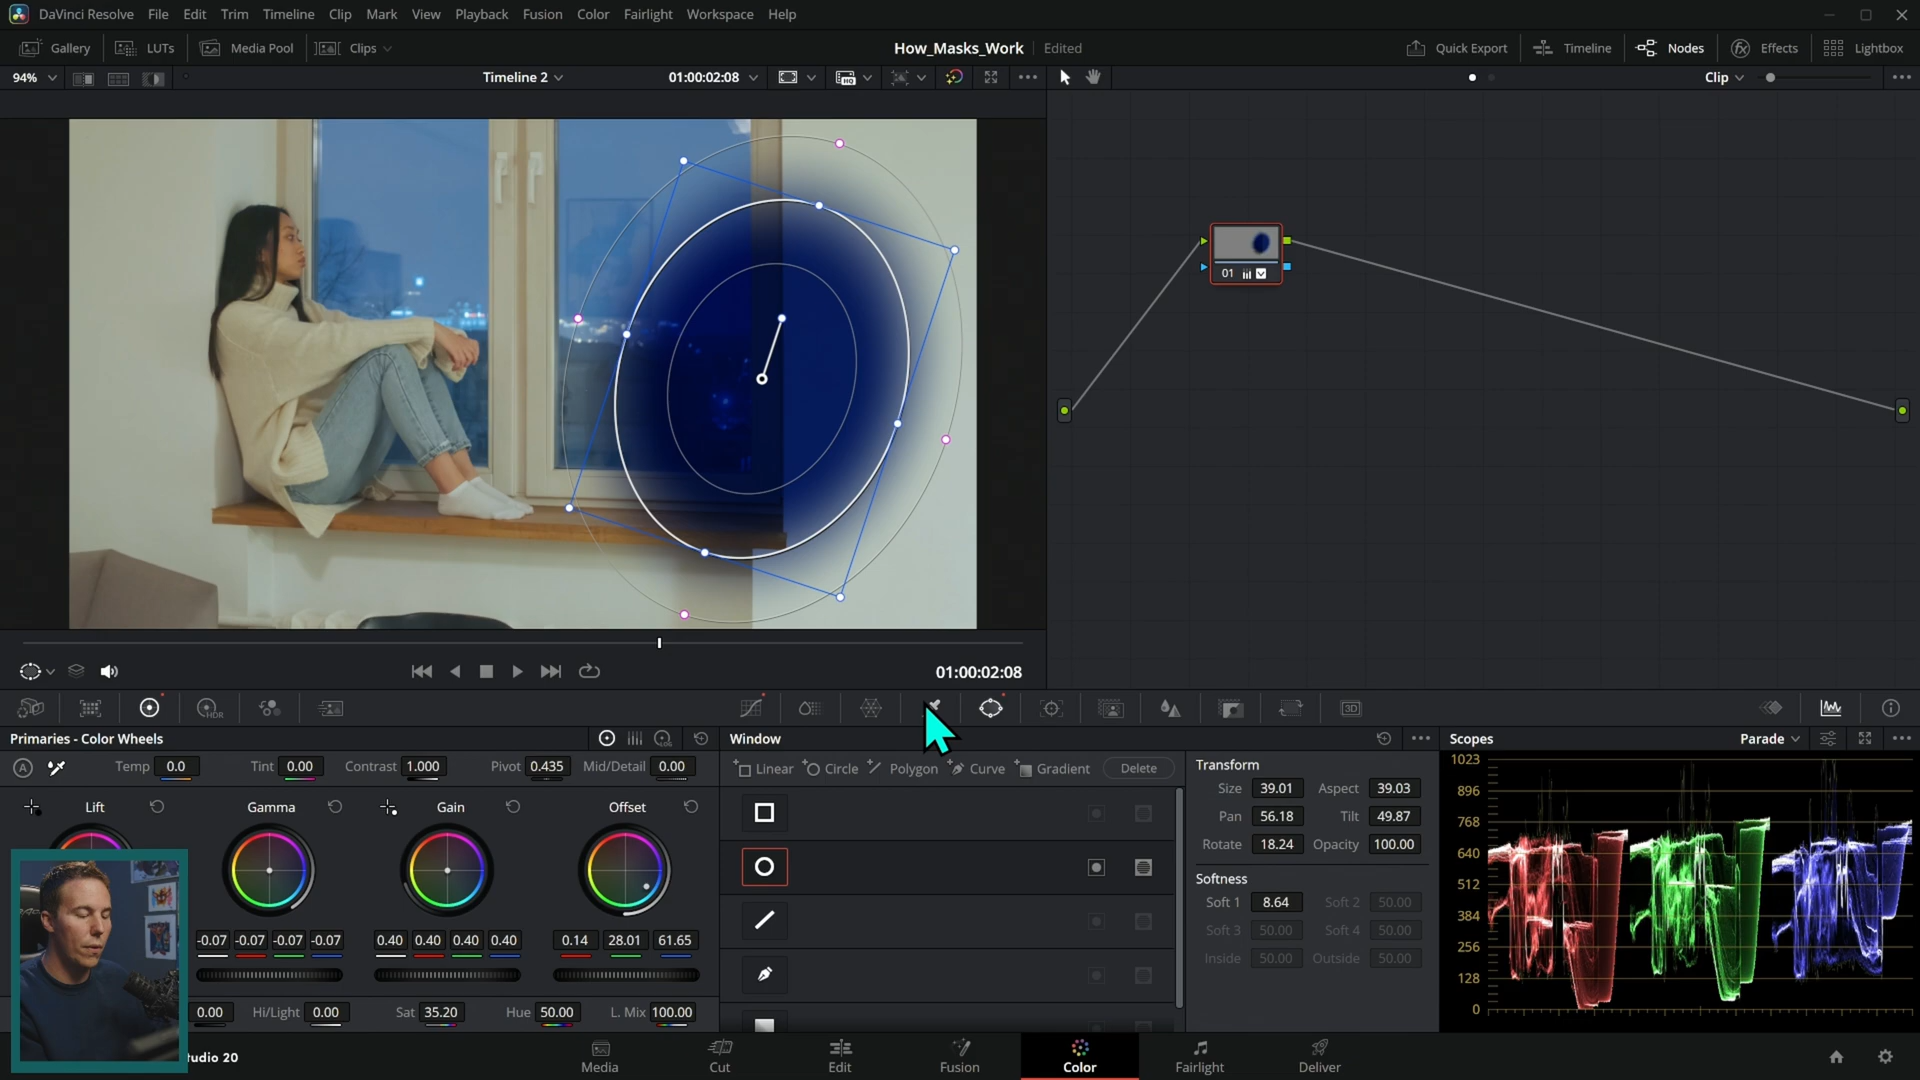 DaVinci Resolve File Edit Trim Timeline Clip Mark View Playback Fusion Color Fairlight Workspace Help
Gallery LUTs Media Pool Clips How_Masks_Work Edited Quick Export Timeline Nodes Effects Lightbox
94% Timeline 2 01:00:02:08 HQ Clip
01
01:00:02:08
HDR 3D
Primaries - Color Wheels Window Scopes Parade
A Temp 0.0 Tint 0.00 Contrast 1.000 Pivot 0.435 Mid/Detail 0.00
Linear Circle Polygon Curve Gradient Delete
Lift Gamma Gain Offset
-0.07 -0.07 -0.07 -0.07 0.40 0.40 0.40 0.40 0.14 28.01 61.65
0.00 Hi/Light 0.00 Sat 35.20 Hue 50.00 L. Mix 100.00
Transform
Size 39.01 Aspect 39.03
Pan 56.18 Tilt 49.87
Rotate 18.24 Opacity 100.00
Softness
Soft 1 8.64 Soft 2 50.00
Soft 3 50.00 Soft 4 50.00
Inside 50.00 Outside 50.00
1023
896
768
640
512
384
256
128
0
tudio 20
Media Cut Edit Fusion Color Fairlight Deliver